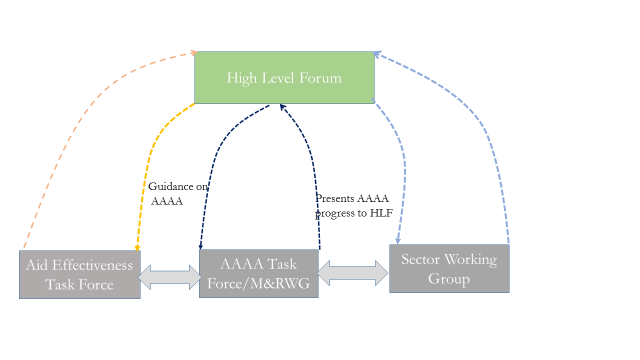 High Level Forum
Guidance on
AAAA
Presents AAAA
progress to HLF
Aid Effectiveness
Task Force
AAAA Task
Force/M&RWG
Sector Working
Group